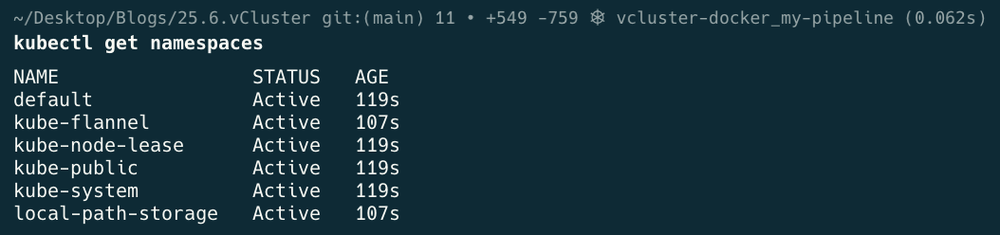 ~/Desktop/Blogs/25.6.vCluster git:(main) 11 • +549 -759 ⎈ vcluster-docker_my-pipeline (0.062s)
kubectl get namespaces
NAME                 STATUS   AGE
default              Active   119s
kube-flannel         Active   107s
kube-node-lease      Active   119s
kube-public          Active   119s
kube-system          Active   119s
local-path-storage   Active   107s